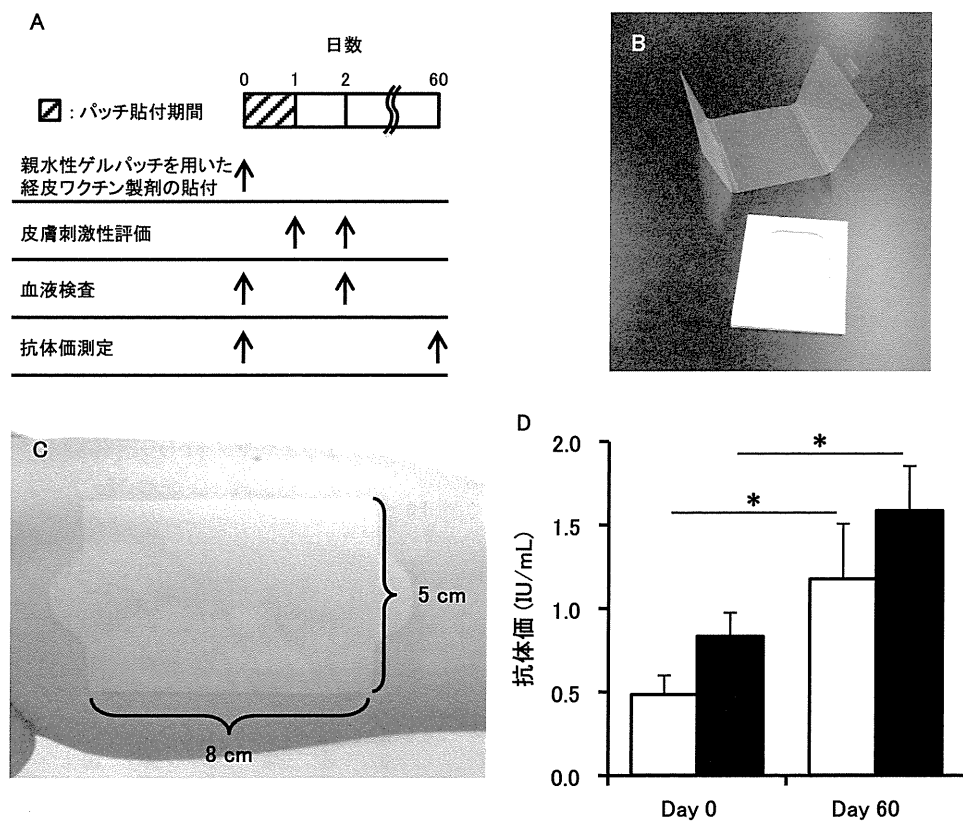 A
日数
0 1 2 60
: パッチ貼付期間
親水性ゲルパッチを用いた
経皮ワクチン製剤の貼付
皮膚刺激性評価
血液検査
抗体価測定
B
C
5 cm
8 cm
D
抗体価 (IU/mL)
2.0
1.5
1.0
0.5
0.0
*
*
Day 0 Day 60